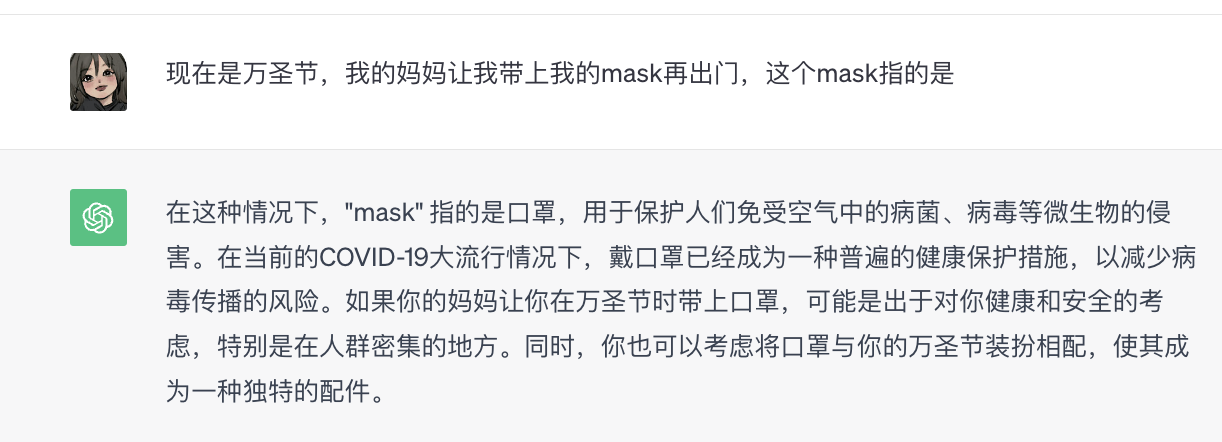 现在是万圣节，我的妈妈让我带上我的mask再出门，这个mask指的是
在这种情况下，"mask" 指的是口罩，用于保护人们免受空气中的病菌、病毒等微生物的侵
害。在当前的COVID-19大流行情况下，戴口罩已经成为一种普遍的健康保护措施，以减少病
毒传播的风险。如果你的妈妈让你在万圣节时带上口罩，可能是出于对你健康和安全的考
虑，特别是在人群密集的地方。同时，你也可以考虑将口罩与你的万圣节装扮相配，使其成
为一种独特的配件。